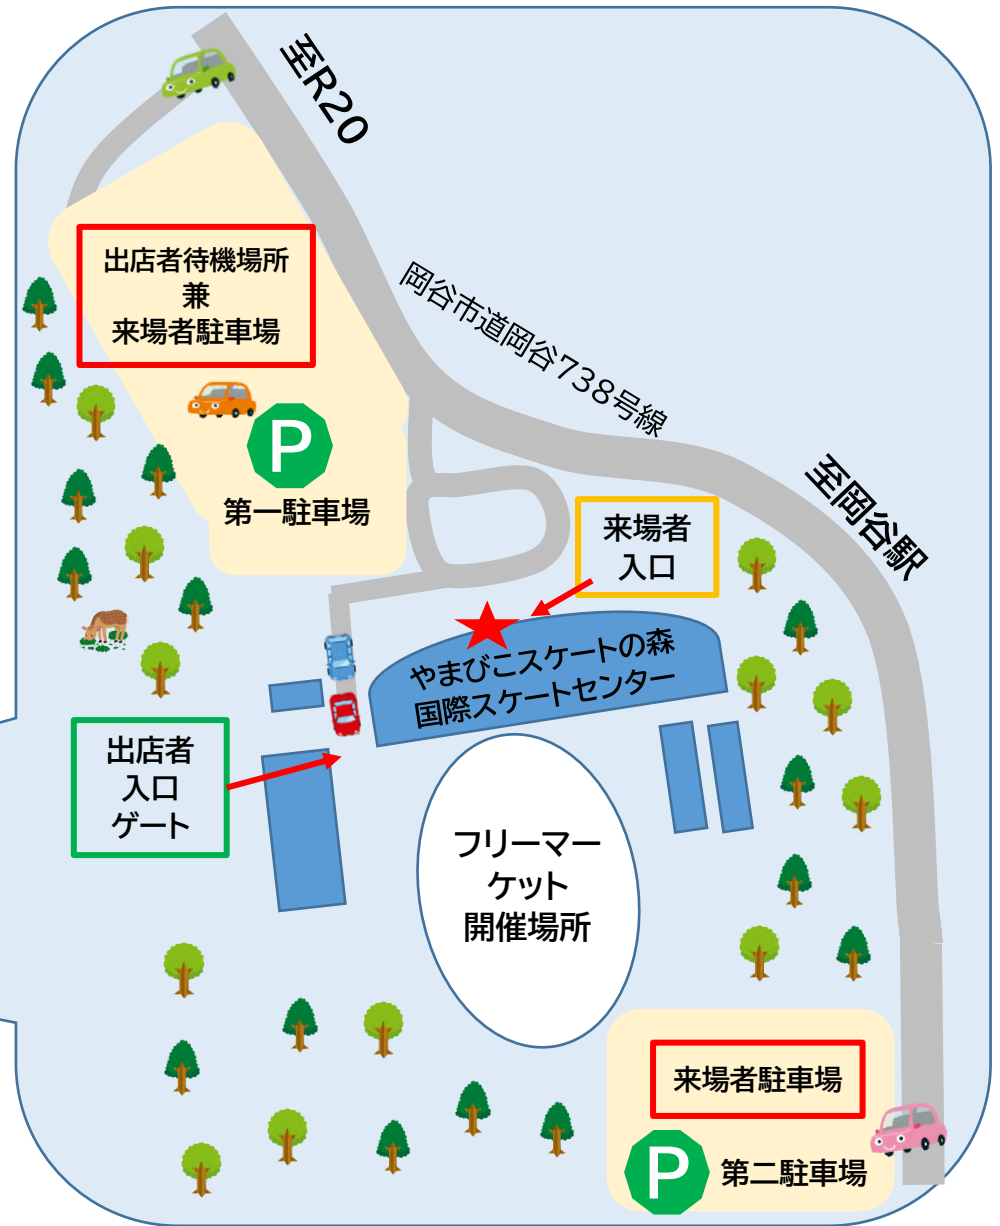 至R20
出店者待機場所
兼
来場者駐車場
岡谷市道岡谷738号線
P
第一駐車場
至岡谷駅
来場者
入口
やまびこスケートの森
国際スケートセンター
出店者
入口
ゲート
フリーマー
ケット
開催場所
来場者駐車場
P
第二駐車場